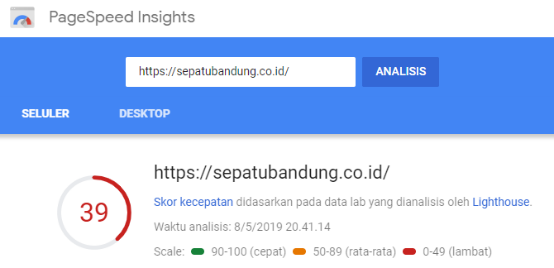 PageSpeed Insights
https://sepatubandung.co.id/
ANALISIS
SELULER
DESKTOP
39
https://sepatubandung.co.id/
Skor kecepatan didasarkan pada data lab yang dianalisis oleh Lighthouse.
Waktu analisis: 8/5/2019 20.41.14
Scale: 90-100 (cepat) 50-89 (rata-rata) 0-49 (lambat)